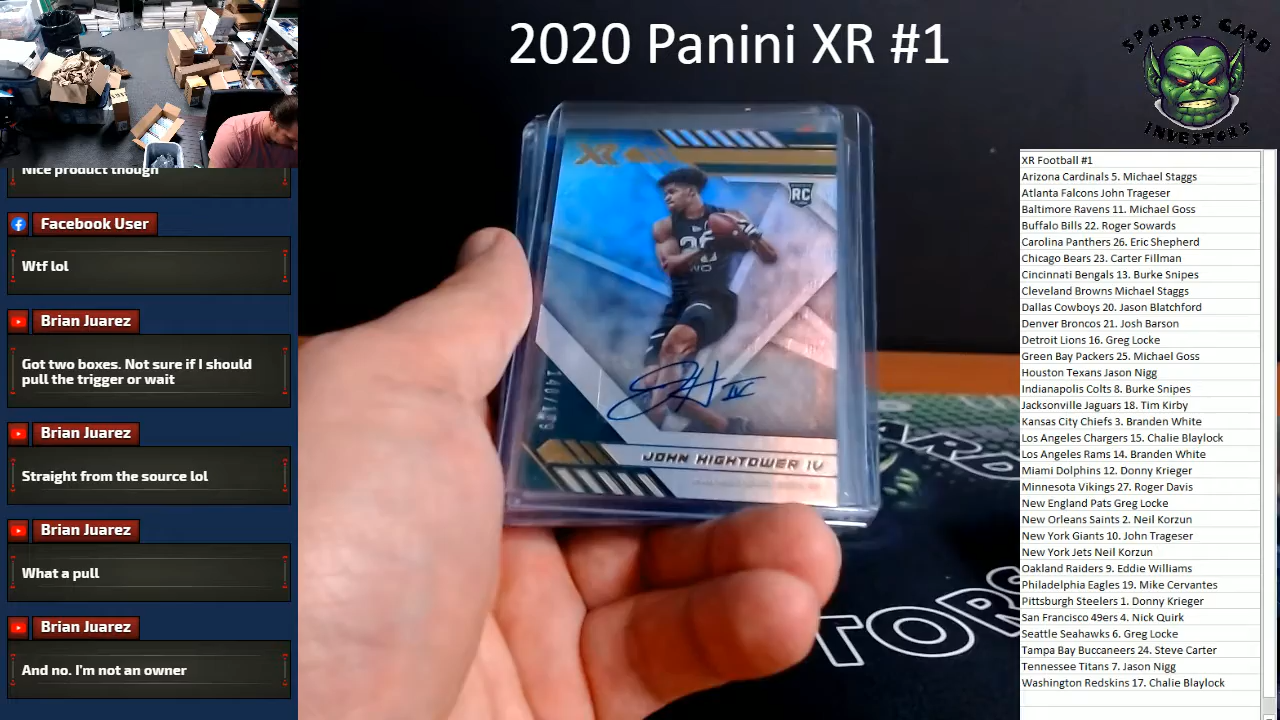 2020 Panini XR #1
SPORTS CARD
INVESTORS
Nice product though
Facebook User
Wtf lol
Brian Juarez
Got two boxes. Not sure if I should
pull the trigger or wait
Brian Juarez
Straight from the source lol
Brian Juarez
What a pull
Brian Juarez
And no. I'm not an owner
XR
RC
WO
JH IV
JOHN HIGHTOWER IV
CARD
TORS
XR Football #1
Arizona Cardinals 5. Michael Staggs
Atlanta Falcons John Trageser
Baltimore Ravens 11. Michael Goss
Buffalo Bills 22. Roger Sowards
Carolina Panthers 26. Eric Shepherd
Chicago Bears 23. Carter Fillman
Cincinnati Bengals 13. Burke Snipes
Cleveland Browns Michael Staggs
Dallas Cowboys 20. Jason Blatchford
Denver Broncos 21. Josh Barson
Detroit Lions 16. Greg Locke
Green Bay Packers 25. Michael Goss
Houston Texans Jason Nigg
Indianapolis Colts 8. Burke Snipes
Jacksonville Jaguars 18. Tim Kirby
Kansas City Chiefs 3. Branden White
Los Angeles Chargers 15. Chalie Blaylock
Los Angeles Rams 14. Branden White
Miami Dolphins 12. Donny Krieger
Minnesota Vikings 27. Roger Davis
New England Pats Greg Locke
New Orleans Saints 2. Neil Korzun
New York Giants 10. John Trageser
New York Jets Neil Korzun
Oakland Raiders 9. Eddie Williams
Philadelphia Eagles 19. Mike Cervantes
Pittsburgh Steelers 1. Donny Krieger
San Francisco 49ers 4. Nick Quirk
Seattle Seahawks 6. Greg Locke
Tampa Bay Buccaneers 24. Steve Carter
Tennessee Titans 7. Jason Nigg
Washington Redskins 17. Chalie Blaylock